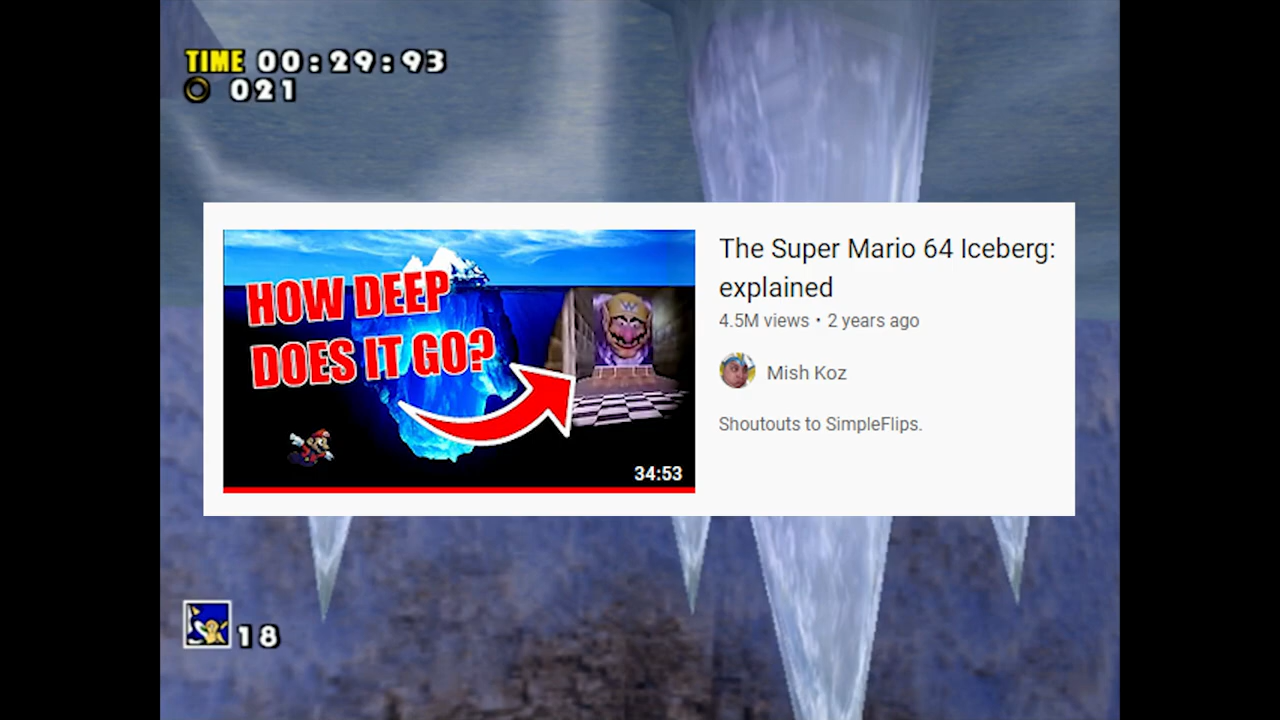 TIME 00:29:93
021
HOW DEEP
DOES IT GO?
34:53
The Super Mario 64 Iceberg:
explained
4.5M views • 2 years ago
Mish Koz
Shoutouts to SimpleFlips.
18